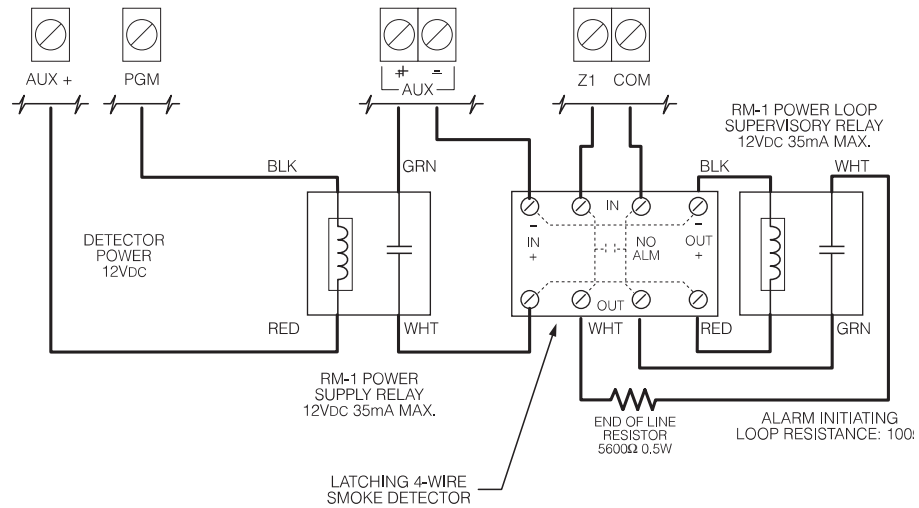 AUX +
PGM
+
-
AUX
Z1
COM
RM-1 POWER LOOP
SUPERVISORY RELAY
12VDC 35mA MAX.
BLK
GRN
BLK
WHT
DETECTOR
POWER
12VDC
-
IN
+
IN
NO
ALM
-
OUT
+
OUT
RED
WHT
WHT
RED
GRN
RM-1 POWER
SUPPLY RELAY
12VDC 35mA MAX.
END OF LINE
RESISTOR
5600Ω 0.5W
ALARM INITIATING
LOOP RESISTANCE: 100
LATCHING 4-WIRE
SMOKE DETECTOR